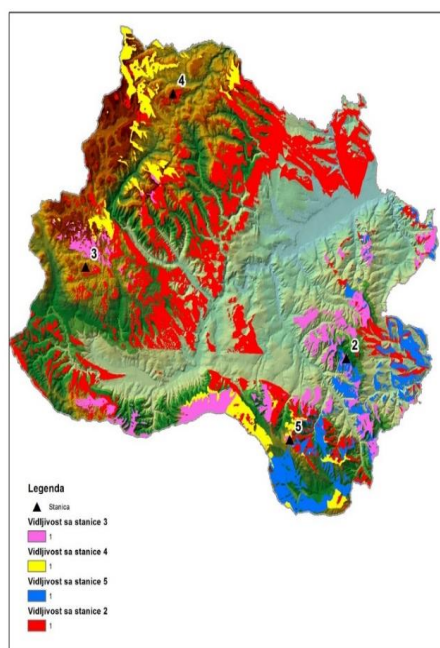 4
3
2
5
Legenda
Stanica
Vidljivost sa stanice 3
1
Vidljivost sa stanice 4
1
Vidljivost sa stanice 5
1
Vidljivost sa stanice 2
1